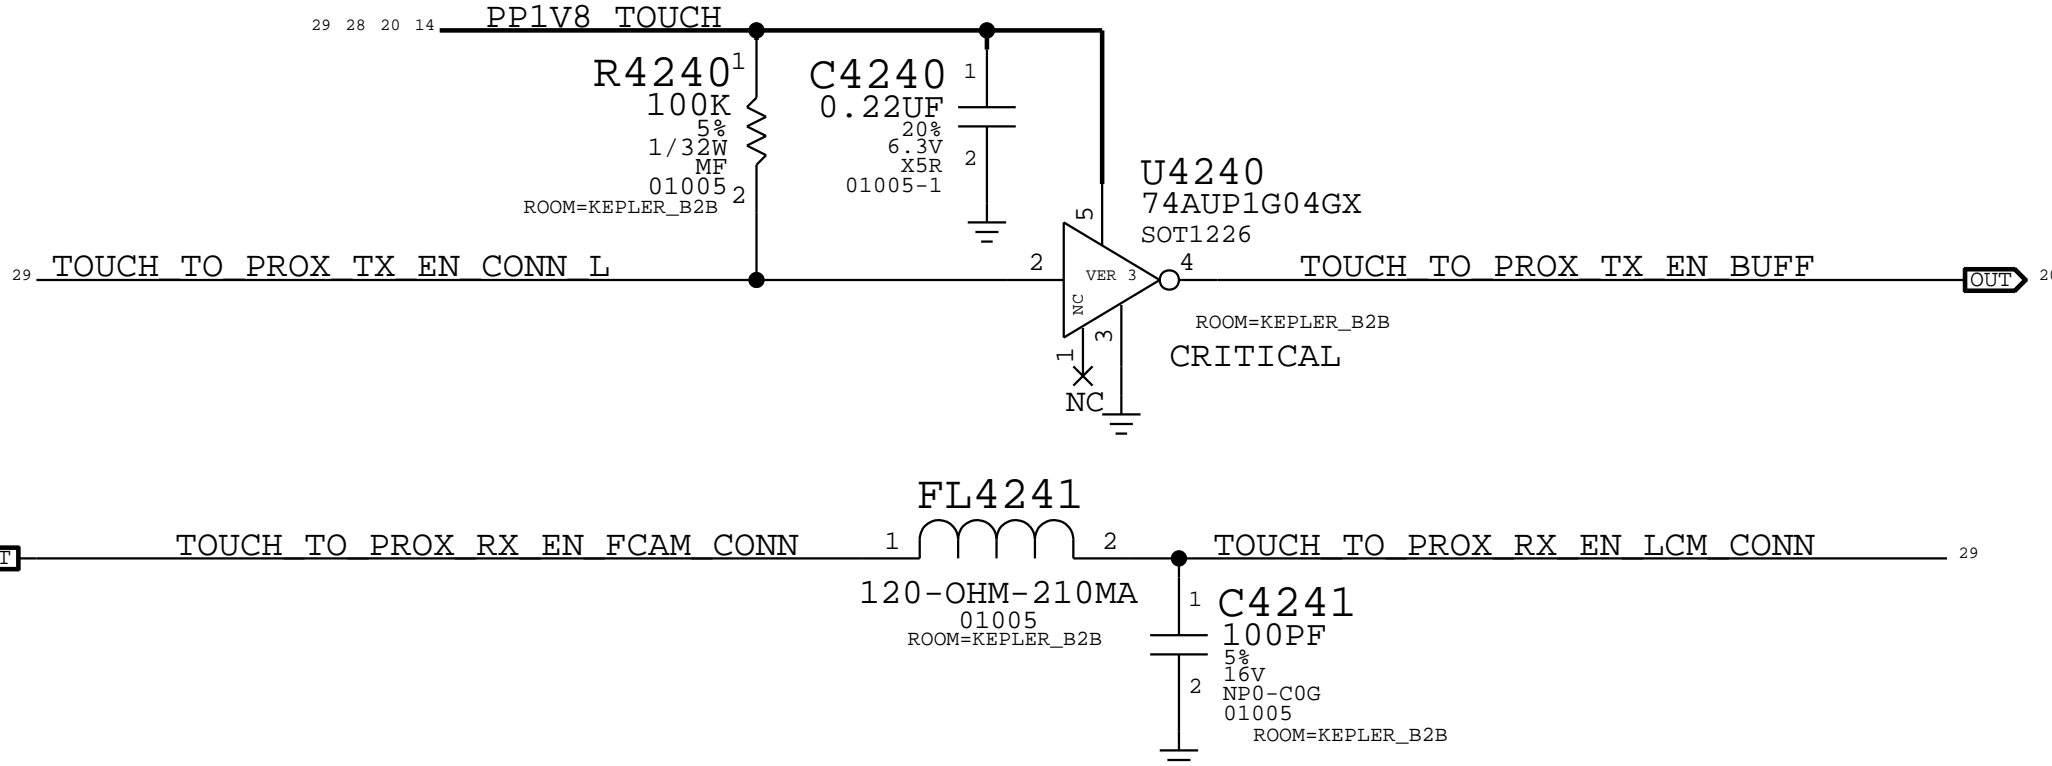 29 28 20 14 PP1V8_TOUCH
R4240 1
100K
5%
1/32W
MF
01005 2
ROOM=KEPLER_B2B
C4240 1
0.22UF
20%
6.3V
X5R 2
01005-1
U4240
74AUP1G04GX
SOT1226
5
29 TOUCH_TO_PROX_TX_EN_CONN_L
2
VER 3
NC
4
TOUCH_TO_PROX_TX_EN_BUFF
OUT
1
3
NC
ROOM=KEPLER_B2B
CRITICAL
FL4241
TOUCH_TO_PROX_RX_EN_FCAM_CONN
1 2
TOUCH_TO_PROX_RX_EN_LCM_CONN 29
120-OHM-210MA
01005
ROOM=KEPLER_B2B
1 C4241
100PF
5%
16V
2 NP0-C0G
01005
ROOM=KEPLER_B2B